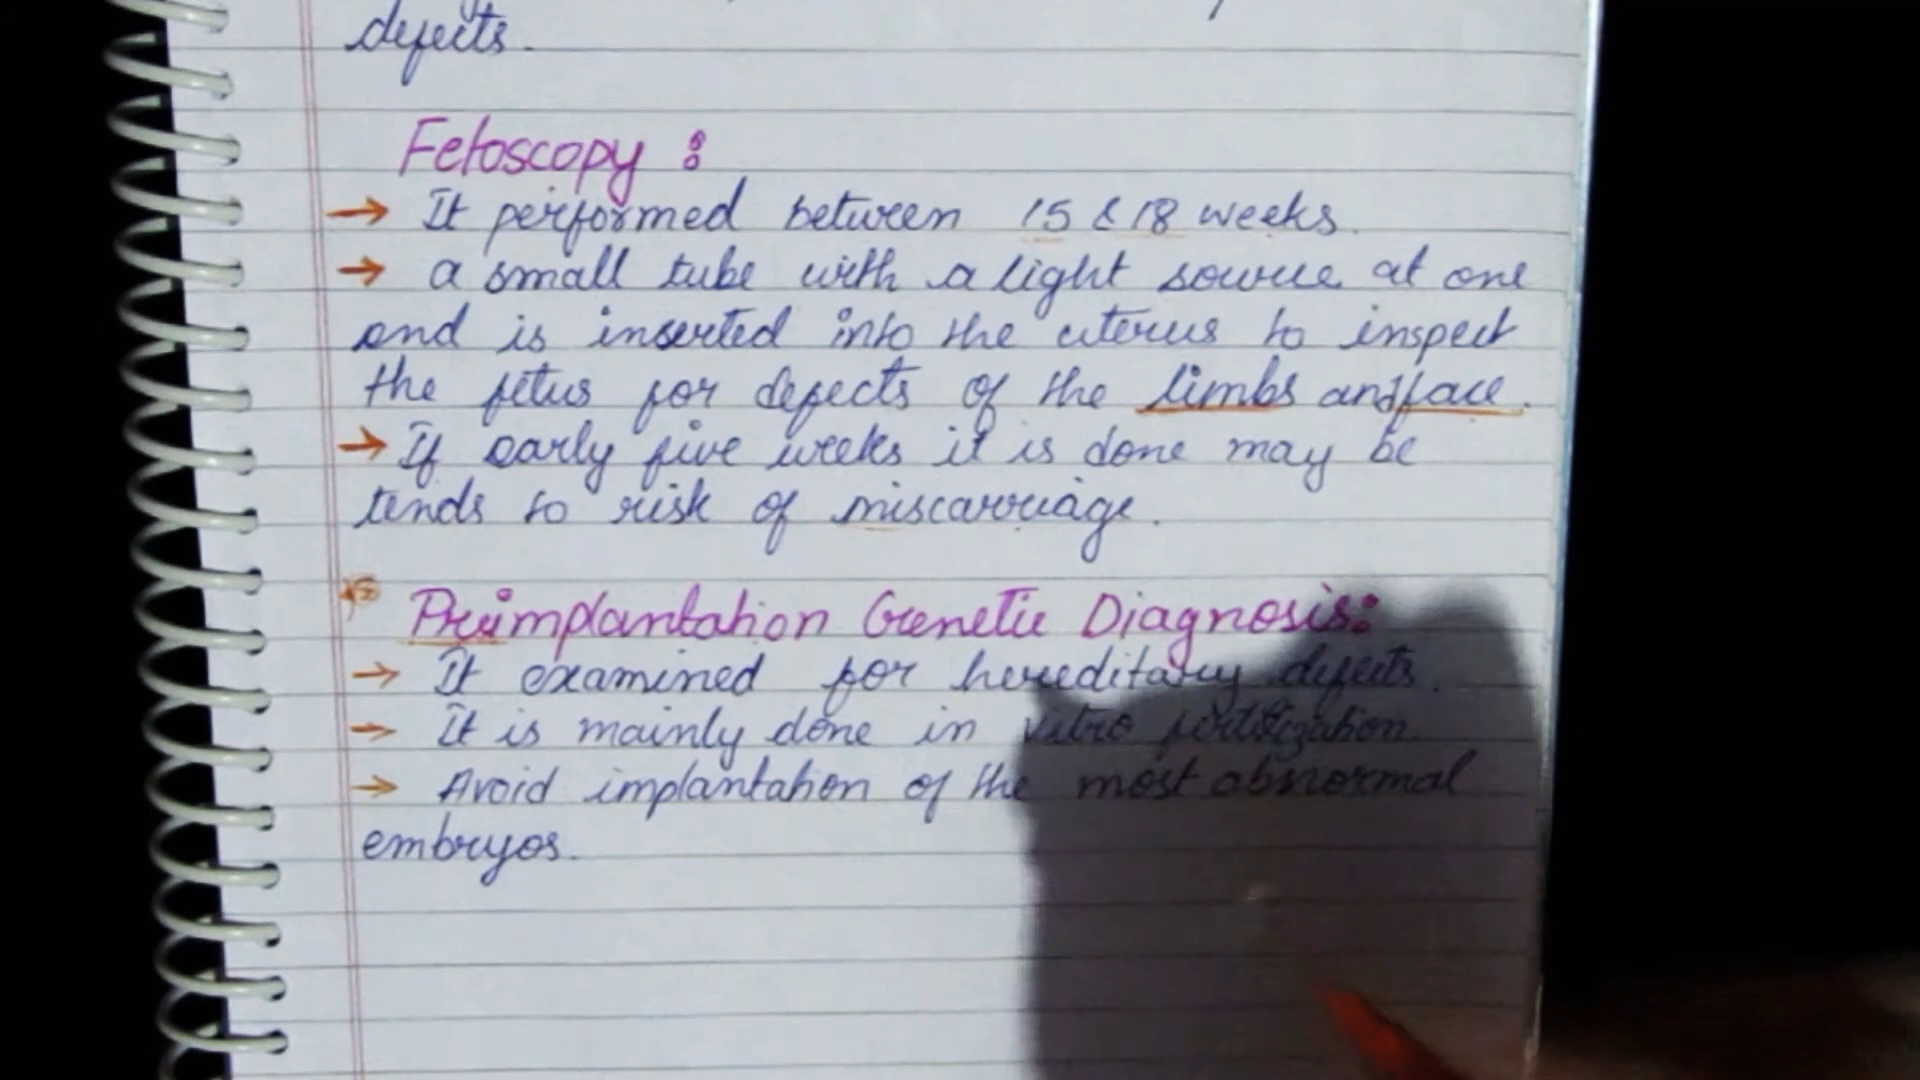 defects.
Fetoscopy :
→ It performed between 15 & 18 weeks.
→ a small tube with a light source at one
end is inserted into the uterus to inspect
the fetus for defects of the limbs and face.
→ If early five weeks it is done may be
tends to risk of miscarriage.
Preimplantation Genetic Diagnosis:
→ It examined for hereditary defects.
→ It is mainly done in vitro fertilization.
→ Avoid implantation of the most abnormal
embryos.